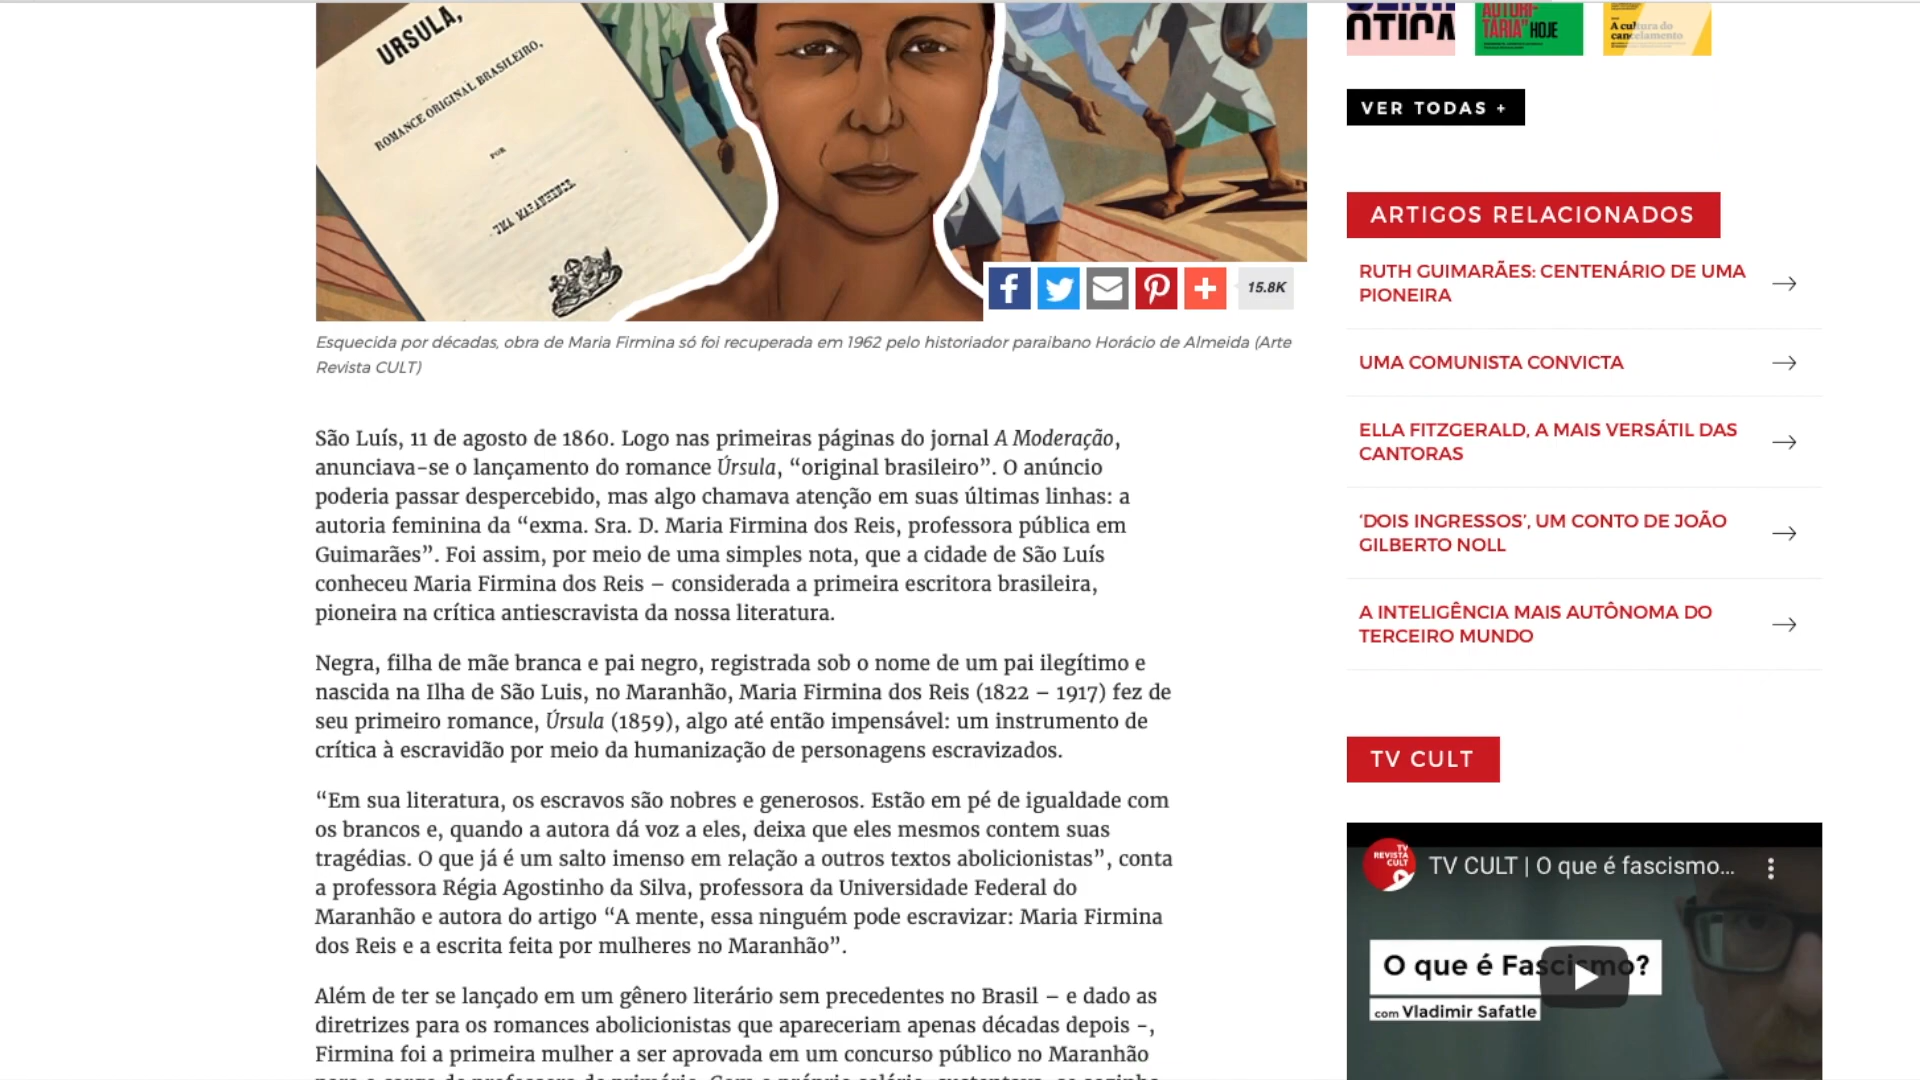 URSULA,
ROMANCE ORIGINAL BRASILEIRO,
POR
UMA MARANHENSE.
15.8K
Esquecida por décadas, obra de Maria Firmina só foi recuperada em 1962 pelo historiador paraibano Horácio de Almeida (Arte
Revista CULT)
São Luís, 11 de agosto de 1860. Logo nas primeiras páginas do jornal A Moderação,
anunciava-se o lançamento do romance Úrsula, “original brasileiro”. O anúncio
poderia passar despercebido, mas algo chamava atenção em suas últimas linhas: a
autoria feminina da “exma. Sra. D. Maria Firmina dos Reis, professora pública em
Guimarães”. Foi assim, por meio de uma simples nota, que a cidade de São Luís
conheceu Maria Firmina dos Reis – considerada a primeira escritora brasileira,
pioneira na crítica antiescravista da nossa literatura.
Negra, filha de mãe branca e pai negro, registrada sob o nome de um pai ilegítimo e
nascida na Ilha de São Luis, no Maranhão, Maria Firmina dos Reis (1822 – 1917) fez de
seu primeiro romance, Úrsula (1859), algo até então impensável: um instrumento de
crítica à escravidão por meio da humanização de personagens escravizados.
“Em sua literatura, os escravos são nobres e generosos. Estão em pé de igualdade com
os brancos e, quando a autora dá voz a eles, deixa que eles mesmos contem suas
tragédias. O que já é um salto imenso em relação a outros textos abolicionistas”, conta
a professora Régia Agostinho da Silva, professora da Universidade Federal do
Maranhão e autora do artigo “A mente, essa ninguém pode escravizar: Maria Firmina
dos Reis e a escrita feita por mulheres no Maranhão”.
Além de ter se lançado em um gênero literário sem precedentes no Brasil – e dado as
diretrizes para os romances abolicionistas que apareceriam apenas décadas depois -,
Firmina foi a primeira mulher a ser aprovada em um concurso público no Maranhão
AUTORI-
TÁRIA” HOJE
A cultura do
cancelamento
VER TODAS +
ARTIGOS RELACIONADOS
RUTH GUIMARÃES: CENTENÁRIO DE UMA
PIONEIRA
UMA COMUNISTA CONVICTA
ELLA FITZGERALD, A MAIS VERSÁTIL DAS
CANTORAS
‘DOIS INGRESSOS’, UM CONTO DE JOÃO
GILBERTO NOLL
A INTELIGÊNCIA MAIS AUTÔNOMA DO
TERCEIRO MUNDO
TV CULT
TV
REVISTA
CULT
TV CULT | O que é fascismo...
O que é Fascismo?
com Vladimir Safatle